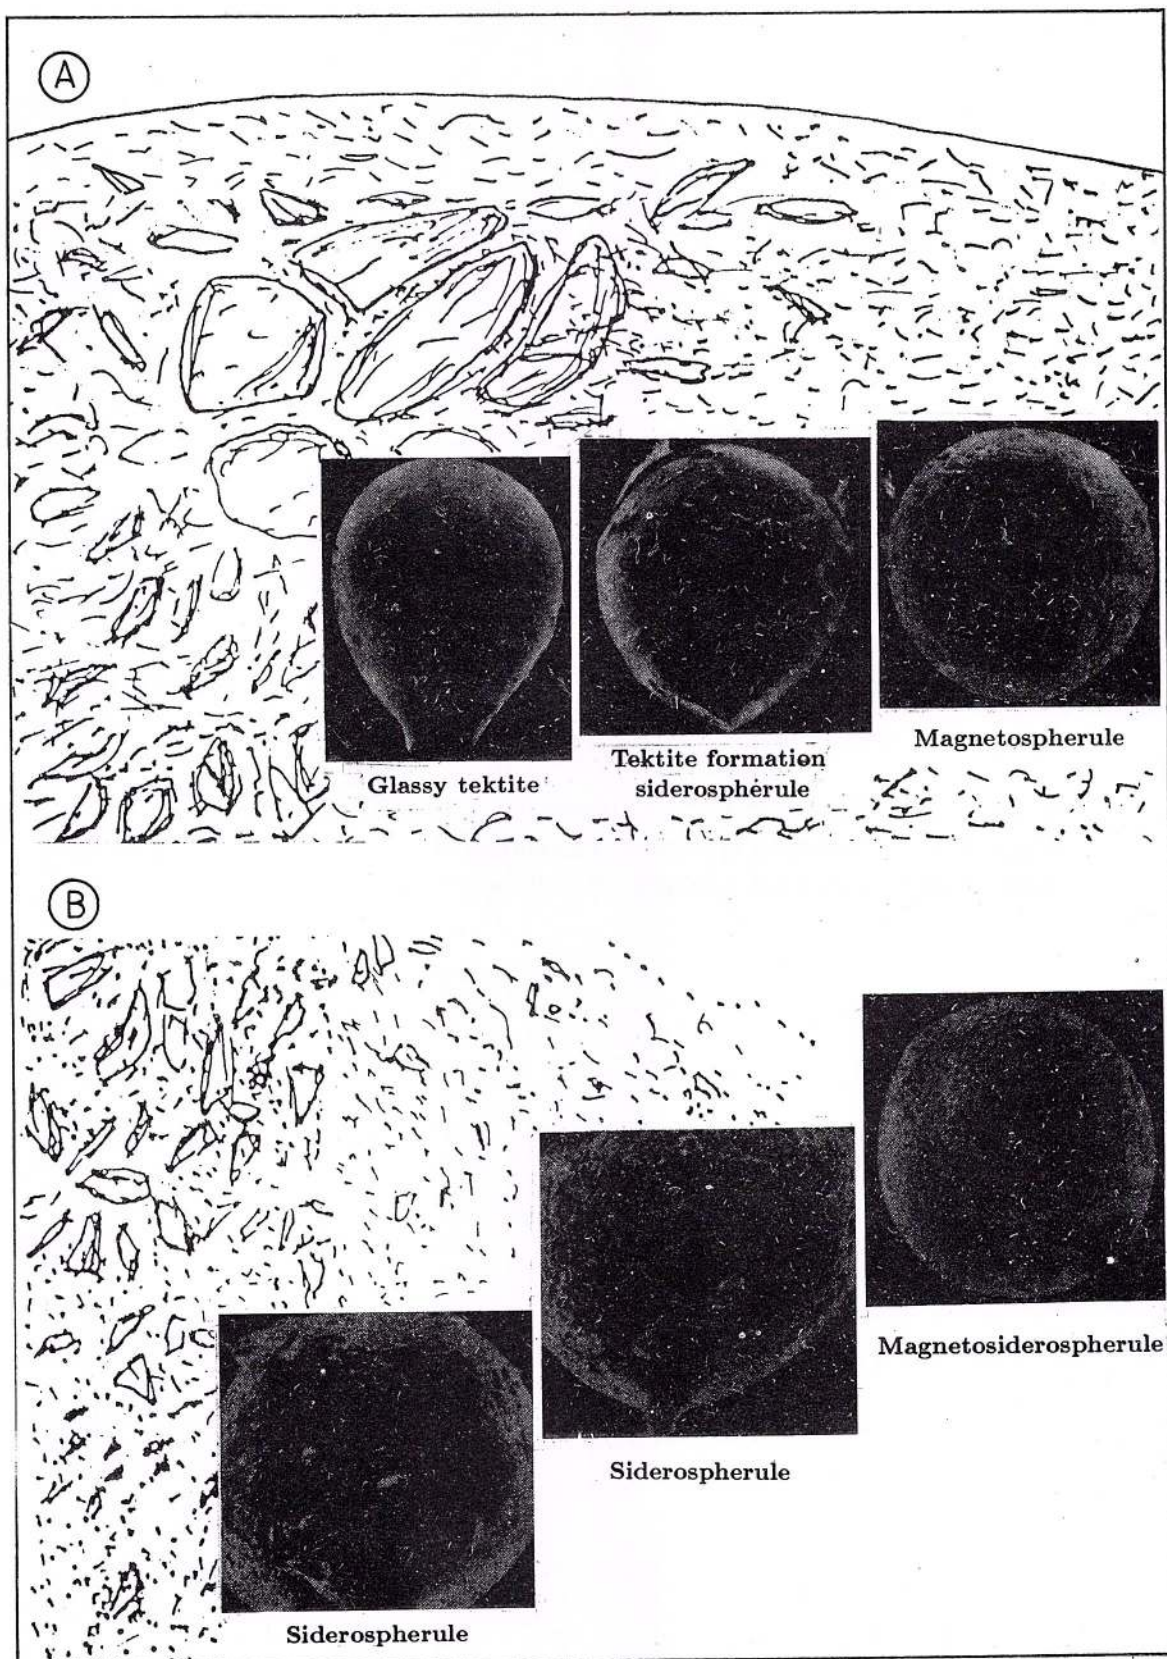 A
Glassy tektite
Tektite formation
siderospherule
Magnetospherule
B
Magnetosiderospherule
Siderospherule
Siderospherule